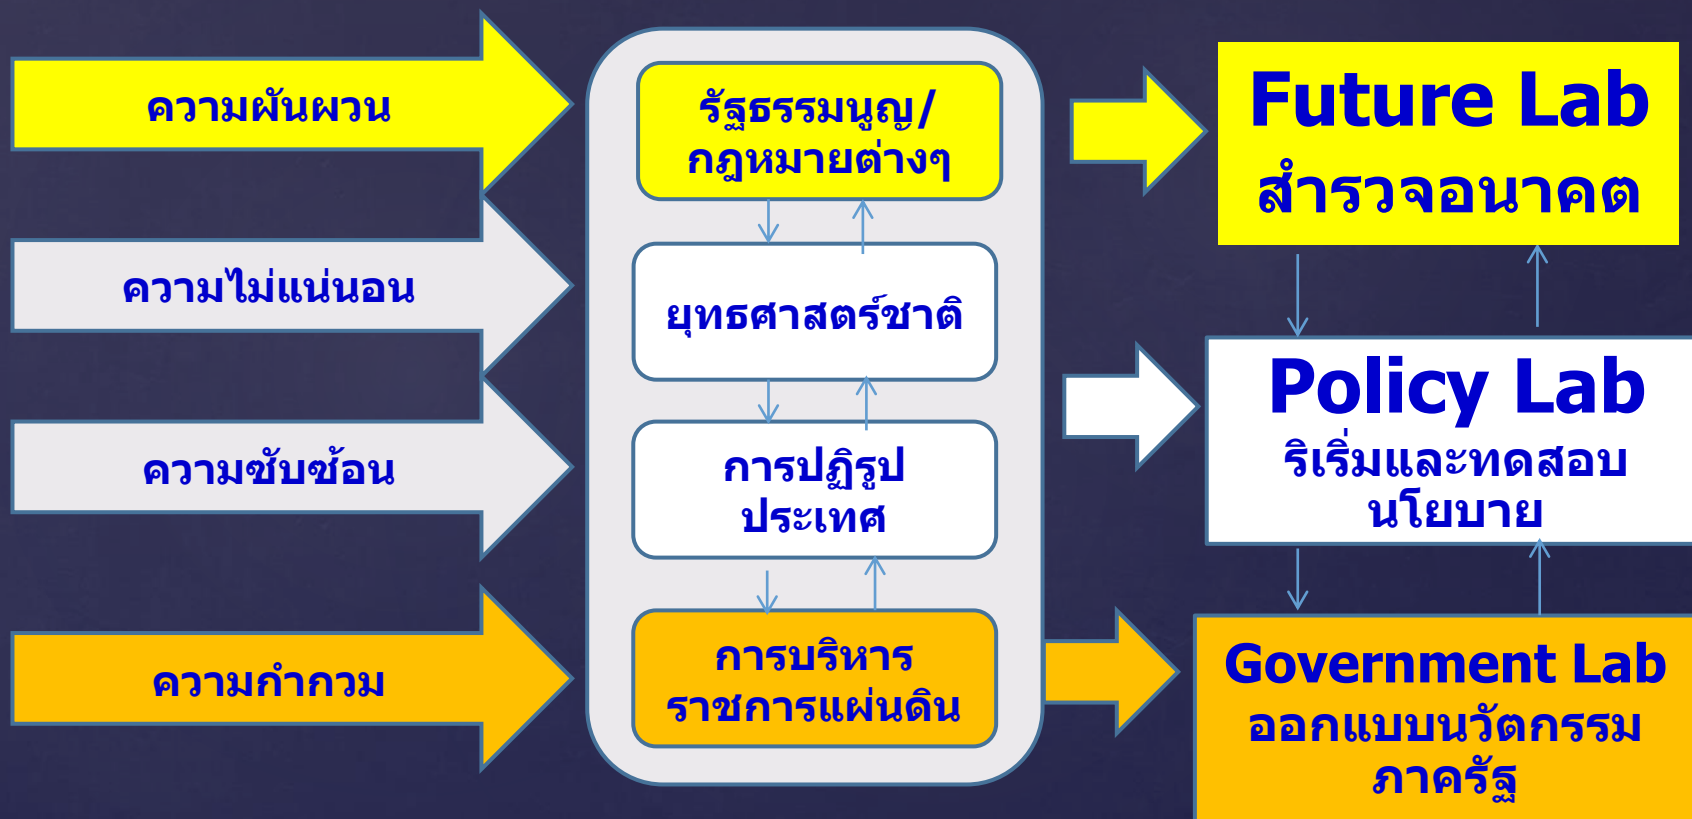 ความผันผวน
ความไม่แน่นอน
ความซับซ้อน
ความกำกวม
รัฐธรรมนูญ/
กฎหมายต่างๆ
ยุทธศาสตร์ชาติ
การปฏิรูป
ประเทศ
การบริหาร
ราชการแผ่นดิน
Future Lab
สำรวจอนาคต
Policy Lab
ริเริ่มและทดสอบ
นโยบาย
Government Lab
ออกแบบนวัตกรรม
ภาครัฐ